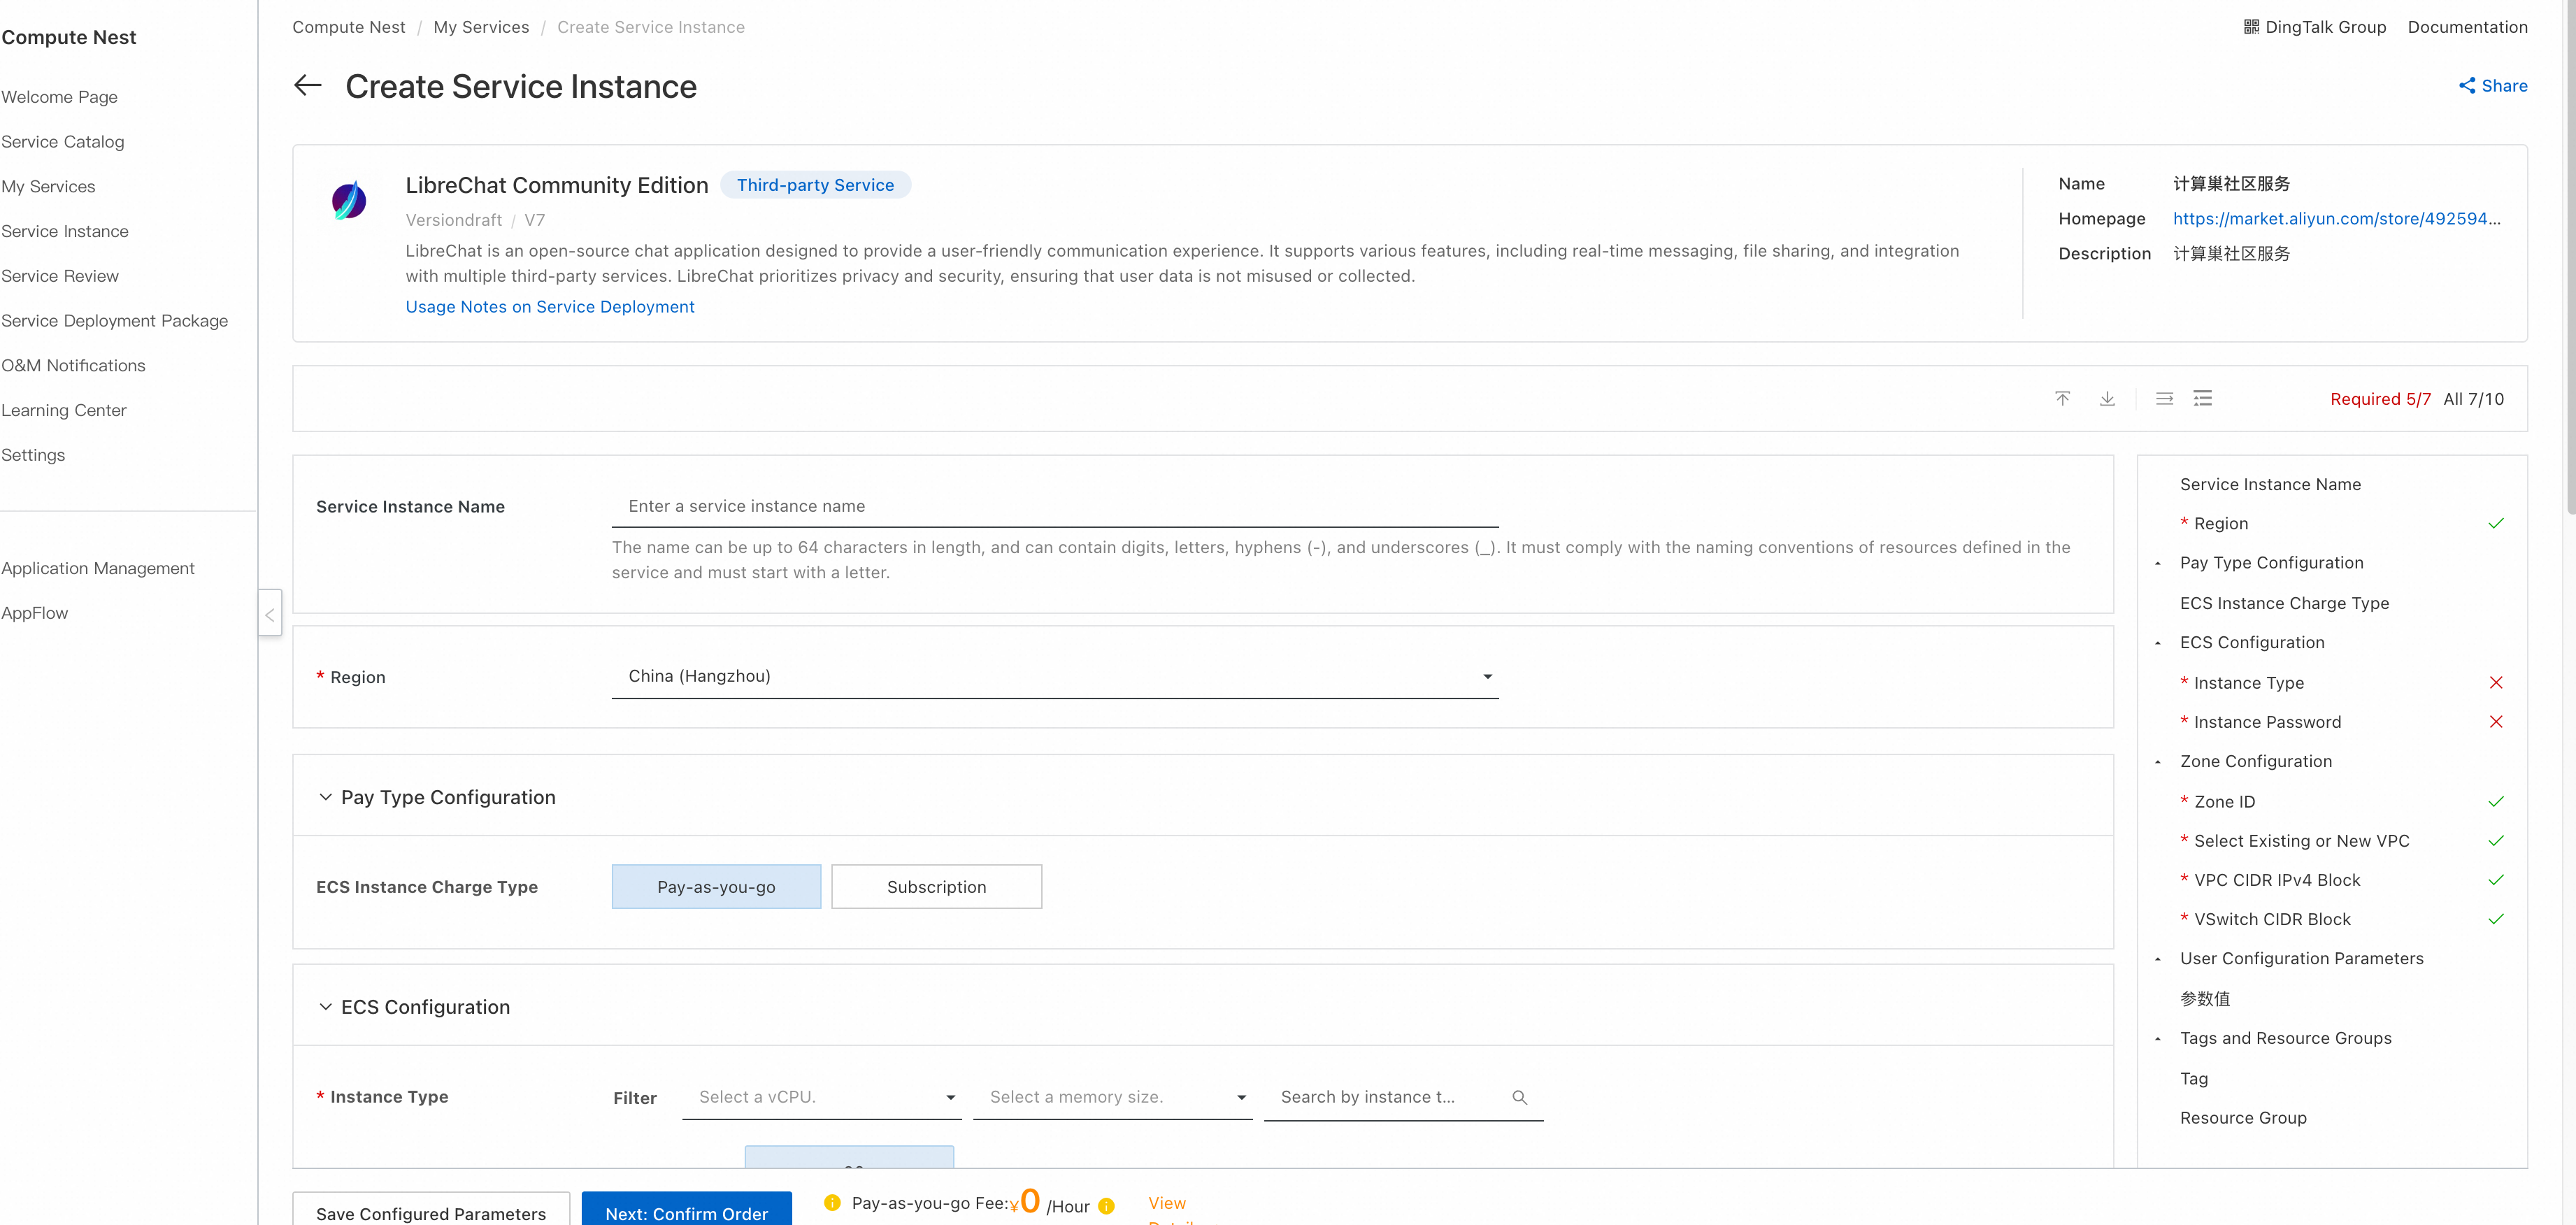 Compute Nest
Welcome Page
Service Catalog
My Services
Service Instance
Service Review
Service Deployment Package
O&M Notifications
Learning Center
Settings
Application Management
AppFlow
Compute Nest / My Services / Create Service Instance
DingTalk Group Documentation
Create Service Instance
Share
LibreChat Community Edition Third-party Service
Versiondraft / V7
LibreChat is an open-source chat application designed to provide a user-friendly communication experience. It supports various features, including real-time messaging, file sharing, and integration
with multiple third-party services. LibreChat prioritizes privacy and security, ensuring that user data is not misused or collected.
Usage Notes on Service Deployment
Name 计算巢社区服务
Homepage https://market.aliyun.com/store/492594...
Description 计算巢社区服务
Required 5/7 All 7/10
Service Instance Name
Enter a service instance name
The name can be up to 64 characters in length, and can contain digits, letters, hyphens (-), and underscores (_). It must comply with the naming conventions of resources defined in the
service and must start with a letter.
* Region China (Hangzhou)
Pay Type Configuration
ECS Instance Charge Type Pay-as-you-go Subscription
ECS Configuration
* Instance Type Filter Select a vCPU. Select a memory size. Search by instance t...
Service Instance Name
* Region
Pay Type Configuration
ECS Instance Charge Type
ECS Configuration
* Instance Type
* Instance Password
Zone Configuration
* Zone ID
* Select Existing or New VPC
* VPC CIDR IPv4 Block
* VSwitch CIDR Block
User Configuration Parameters
参数值
Tags and Resource Groups
Tag
Resource Group
Save Configured Parameters Next: Confirm Order Pay-as-you-go Fee:¥0 /Hour View